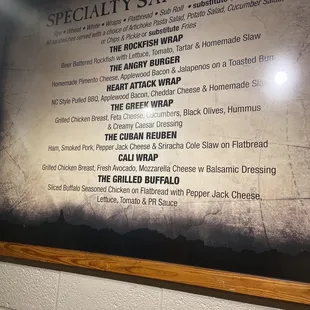 SPECIALTY SA
Rye • Wheat • White • Wraps • Flatbread • Sub Roll • substitute
All sandwiches served with a choice of Artichoke Pasta Salad, Potato Salad, Cucumber Salad
or Chips & Pickle or substitute Fries
THE ROCKFISH WRAP
Beer Battered Rockfish with Lettuce, Tomato, Tartar & Homemade Slaw
THE ANGRY BURGER
Homemade Pimento Cheese, Applewood Bacon & Jalapenos on a Toasted Bun
HEART ATTACK WRAP
NC Style Pulled BBQ, Applewood Bacon, Cheddar Cheese & Homemade Slaw
THE GREEK WRAP
Grilled Chicken Breast, Feta Cheese, Cucumbers, Black Olives, Hummus
& Creamy Caesar Dressing
THE CUBAN REUBEN
Ham, Smoked Pork, Pepper Jack Cheese & Sriracha Cole Slaw on Flatbread
CALI WRAP
Grilled Chicken Breast, Fresh Avocado, Mozzarella Cheese w Balsamic Dressing
THE GRILLED BUFFALO
Sliced Buffalo Seasoned Chicken on Flatbread with Pepper Jack Cheese,
Lettuce, Tomato & PR Sauce